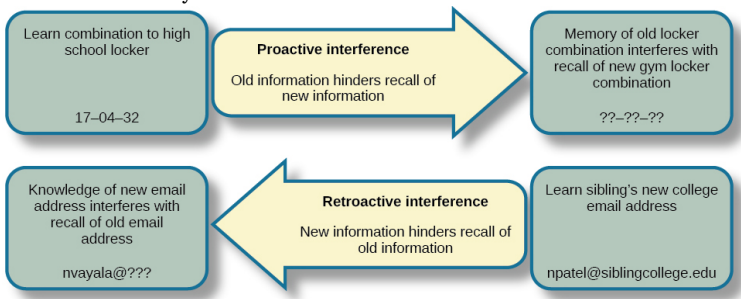 Learn combination to high
school locker
17–04–32
Proactive interference
Old information hinders recall of
new information
Memory of old locker
combination interferes with
recall of new gym locker
combination
??–??–??
Knowledge of new email
address interferes with
recall of old email
address
nvayala@???
Retroactive interference
New information hinders recall of
old information
Learn sibling's new college
email address
npatel@siblingcollege.edu